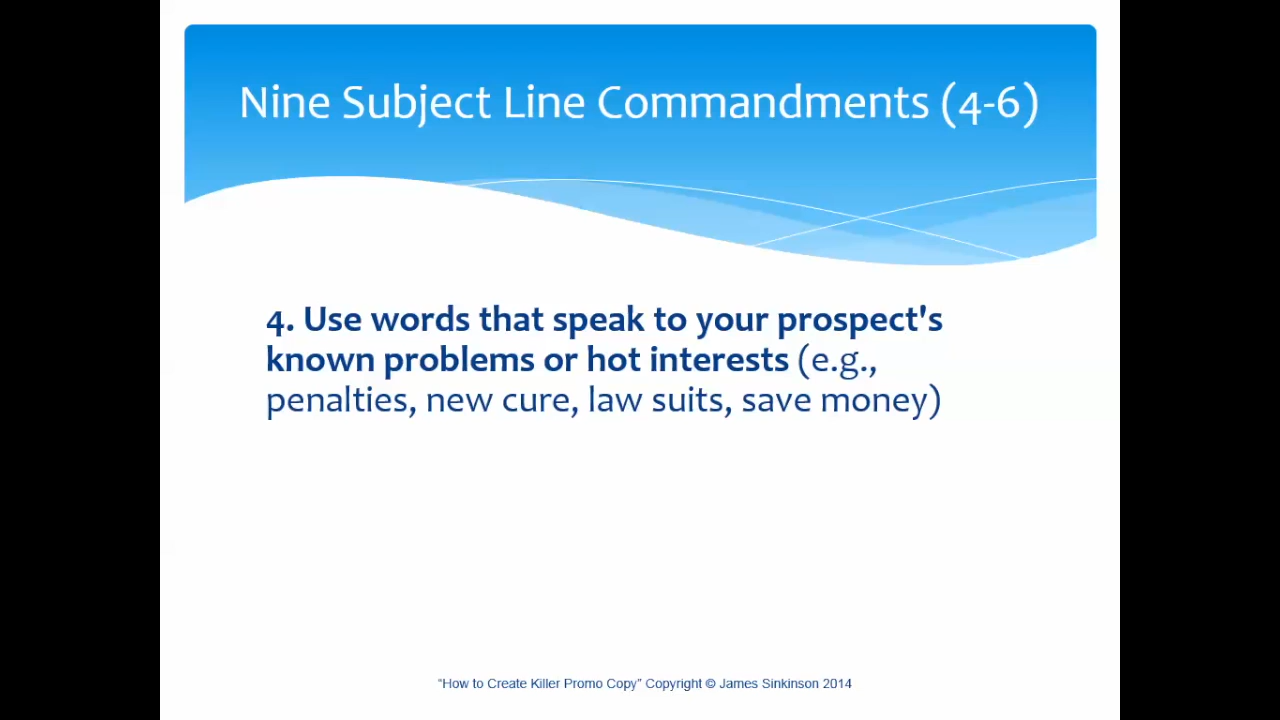 Nine Subject Line Commandments (4-6)
4. Use words that speak to your prospect's
known problems or hot interests (e.g.,
penalties, new cure, law suits, save money)
“How to Create Killer Promo Copy” Copyright © James Sinkinson 2014